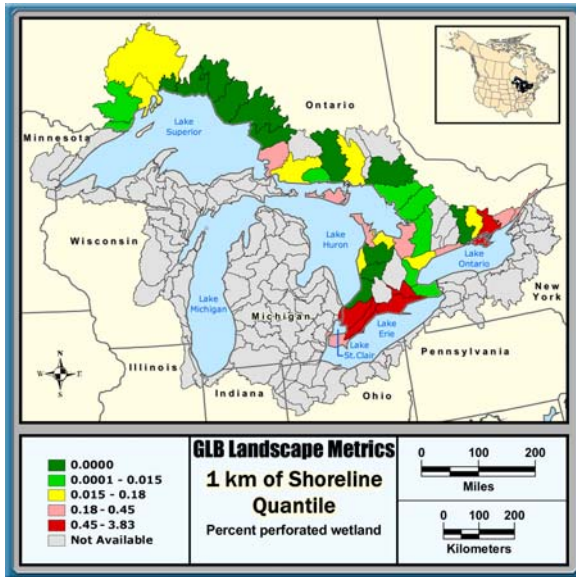 Ontario
Minnesota
Lake
Superior
Wisconsin
Lake
Huron
Lake
Ontario
New
York
Michigan
Lake
Michigan
Lake
Erie
Lake
St. Clair
Pennsylvania
Illinois
Indiana
Ohio
N
W
E
S
GLB Landscape Metrics
1 km of Shoreline
Quantile
Percent perforated wetland
0.0000
0.0001 - 0.015
0.015 - 0.18
0.18 - 0.45
0.45 - 3.83
Not Available
0 100 200
Miles
0 100 200
Kilometers